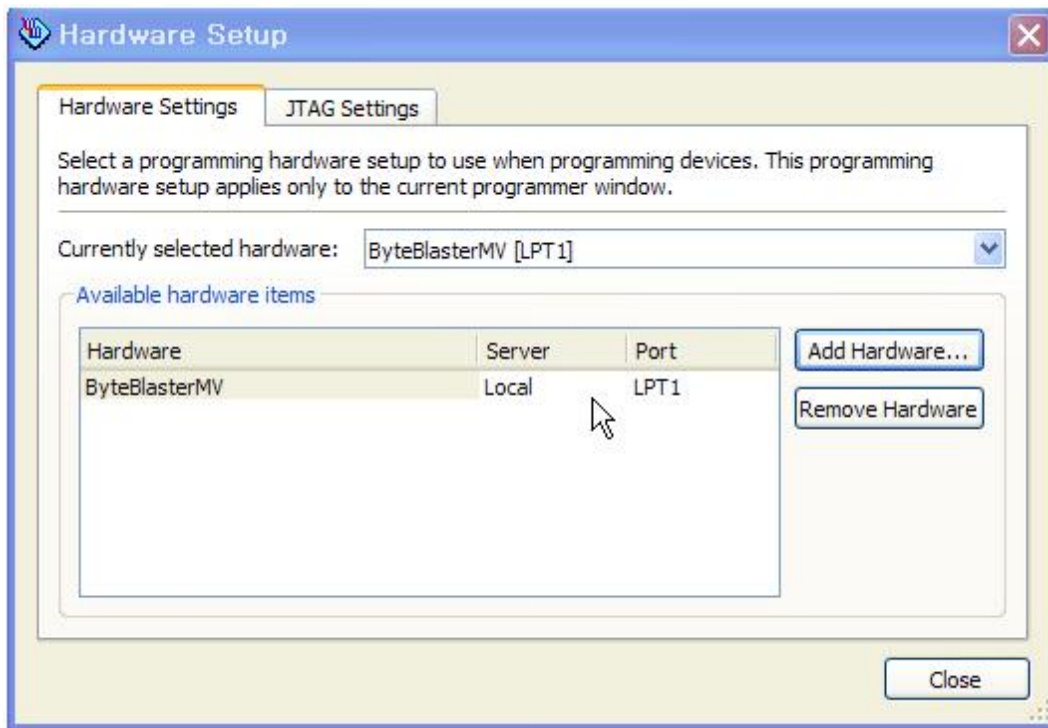 Hardware Setup
Hardware Settings JTAG Settings
Select a programming hardware setup to use when programming devices. This programming
hardware setup applies only to the current programmer window.
Currently selected hardware: ByteBlasterMV [LPT1]
Available hardware items
Hardware Server Port Add Hardware...
ByteBlasterMV Local LPT1
Remove Hardware
Close